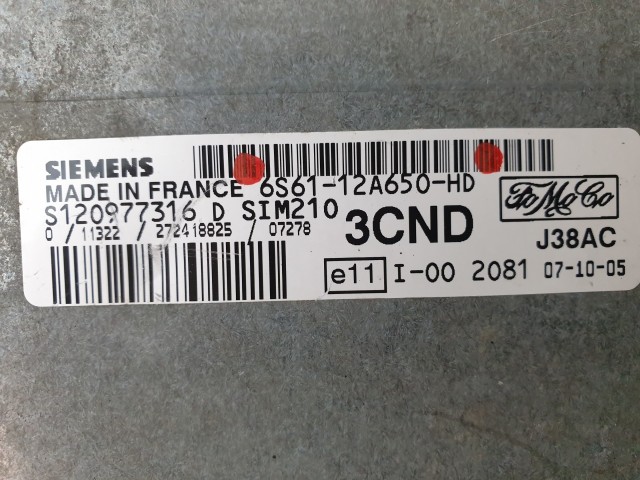 SIEMENS
MADE IN FRANCE 6S61-12A650-HD
S120977316 D SIM210
0 / 11322 / 272418825 / 07278
3CND
FoMoCo
J38AC
e11 I-00 2081 07-10-05